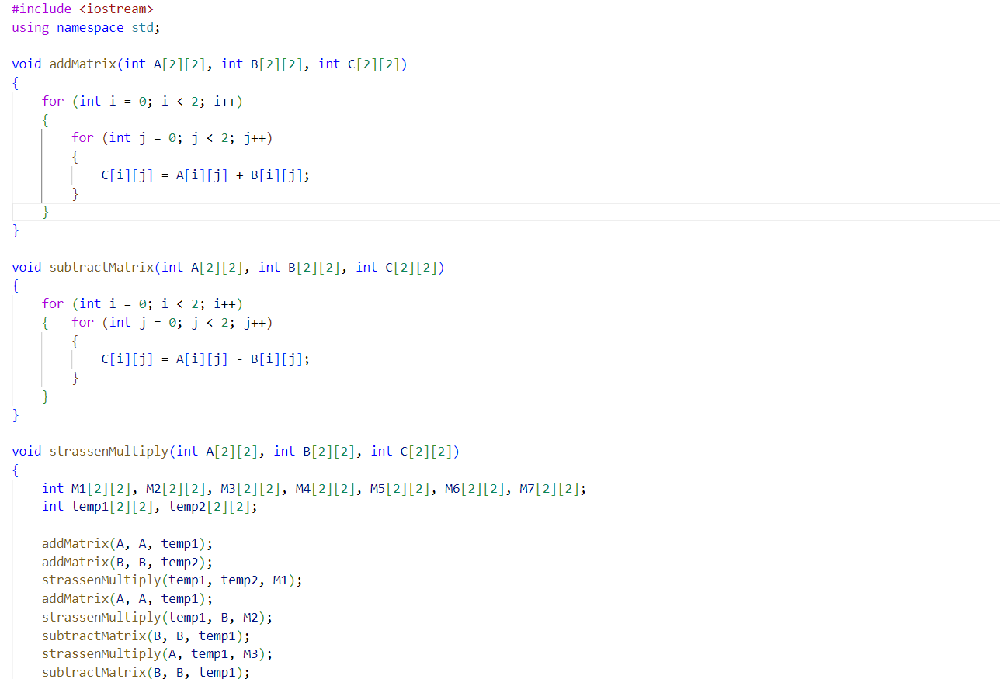 #include <iostream>
using namespace std;

void addMatrix(int A[2][2], int B[2][2], int C[2][2])
{
    for (int i = 0; i < 2; i++)
    {
        for (int j = 0; j < 2; j++)
        {
            C[i][j] = A[i][j] + B[i][j];
        }
    }
}

void subtractMatrix(int A[2][2], int B[2][2], int C[2][2])
{
    for (int i = 0; i < 2; i++)
    {   for (int j = 0; j < 2; j++)
        {
            C[i][j] = A[i][j] - B[i][j];
        }
    }
}

void strassenMultiply(int A[2][2], int B[2][2], int C[2][2])
{
    int M1[2][2], M2[2][2], M3[2][2], M4[2][2], M5[2][2], M6[2][2], M7[2][2];
    int temp1[2][2], temp2[2][2];

    addMatrix(A, A, temp1);
    addMatrix(B, B, temp2);
    strassenMultiply(temp1, temp2, M1);
    addMatrix(A, A, temp1);
    strassenMultiply(temp1, B, M2);
    subtractMatrix(B, B, temp1);
    strassenMultiply(A, temp1, M3);
    subtractMatrix(B, B, temp1);